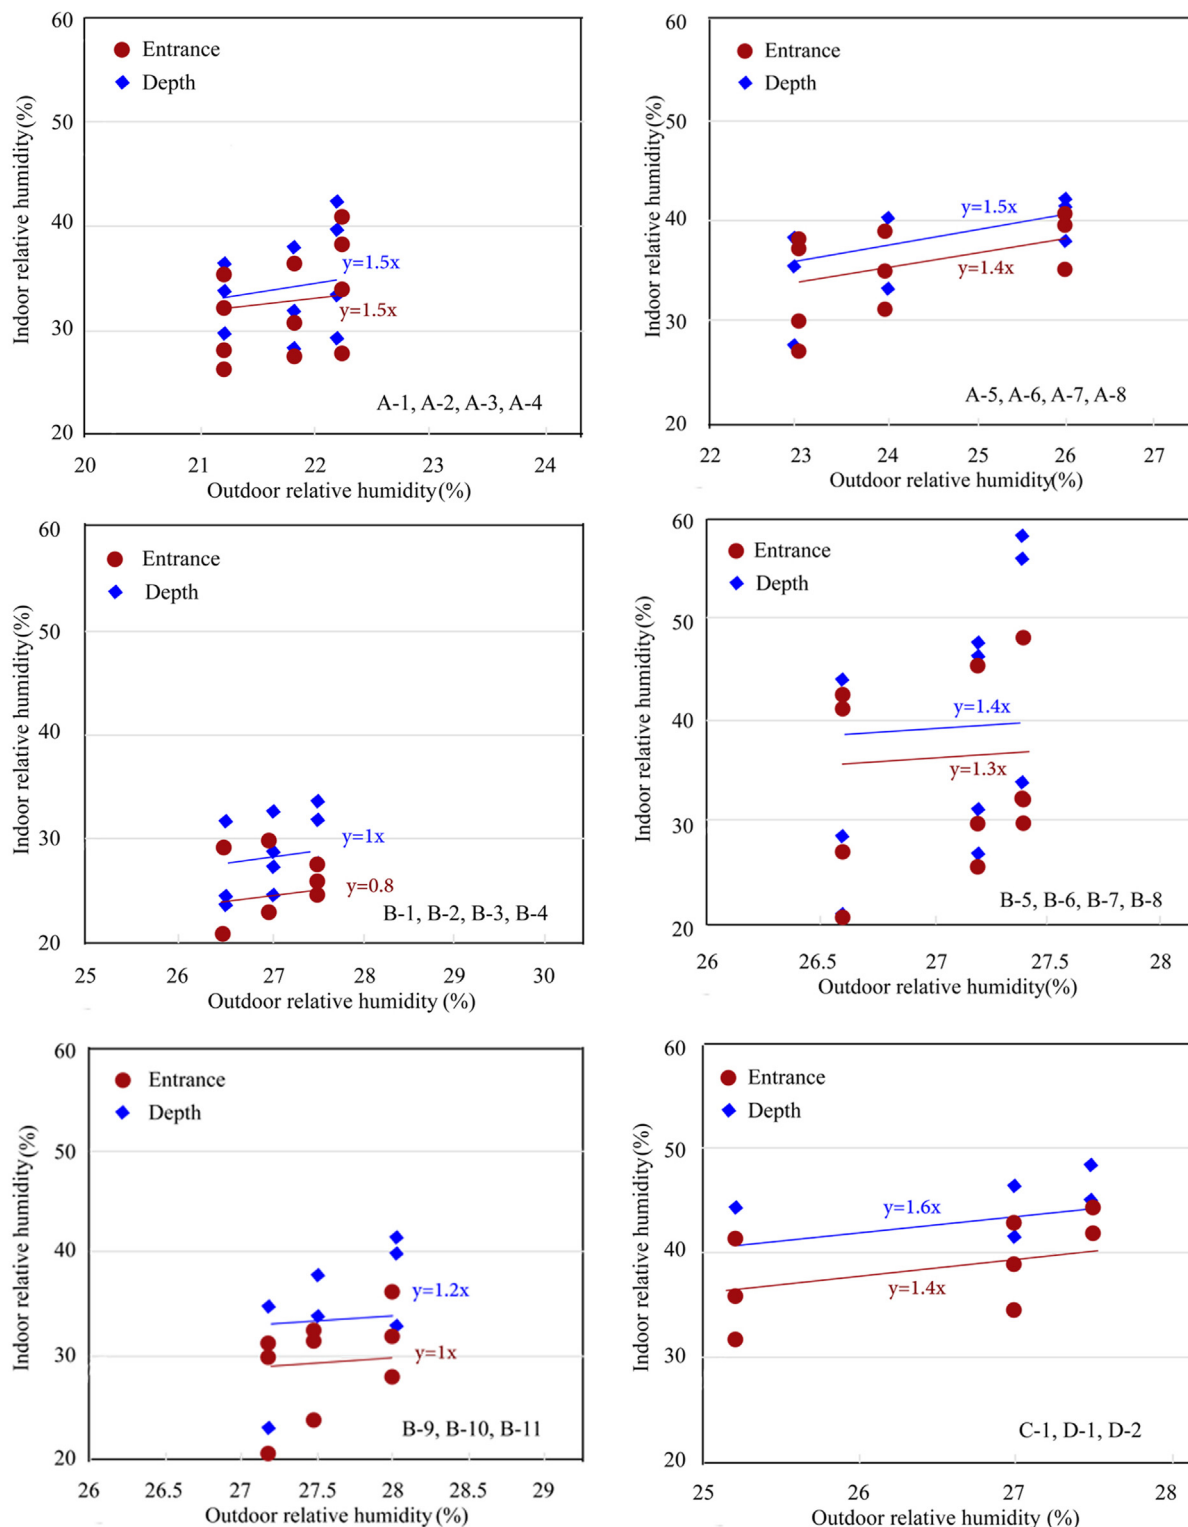 60
Entrance
Depth
50
40
y=1.5x
y=1.5x
30
A-1, A-2, A-3, A-4
20
20 21 22 23 24
Outdoor relative humidity(%)
Indoor relative humidity(%)
60
Entrance
Depth
50
40
y=1.5x
y=1.4x
30
A-5, A-6, A-7, A-8
20
22 23 24 25 26 27
Outdoor relative humidity(%)
Indoor relative humidity(%)
60
Entrance
Depth
50
40
30
y=1x
y=0.8
B-1, B-2, B-3, B-4
20
25 26 27 28 29 30
Outdoor relative humidity (%)
Indoor relative humidity(%)
60
Entrance
Depth
50
40
y=1.4x
y=1.3x
30
B-5, B-6, B-7, B-8
20
26 26.5 27 27.5 28
Outdoor relative humidity(%)
Indoor relative humidity(%)
60
Entrance
Depth
50
40
y=1.2x
30
y=1x
B-9, B-10, B-11
20
26 26.5 27 27.5 28 28.5 29
Outdoor relative humidity (%)
Indoor relative humidity(%)
60
Entrance
Depth
50
y=1.6x
40
y=1.4x
30
C-1, D-1, D-2
20
25 26 27 28
Outdoor relative humidity (%)
Indoor relative humidity(%)